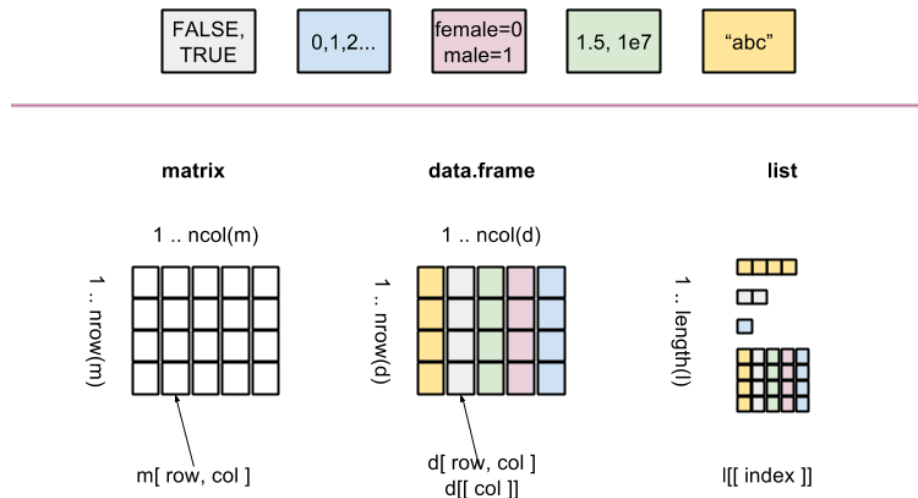 FALSE,
TRUE
0,1,2...
female=0
male=1
1.5, 1e7
“abc”
matrix
data.frame
list
1 .. ncol(m)
1 .. ncol(d)
1 .. nrow(m)
1 .. nrow(d)
1 .. length(l)
m[ row, col ]
d[ row, col ]
d[[ col ]]
l[[ index ]]